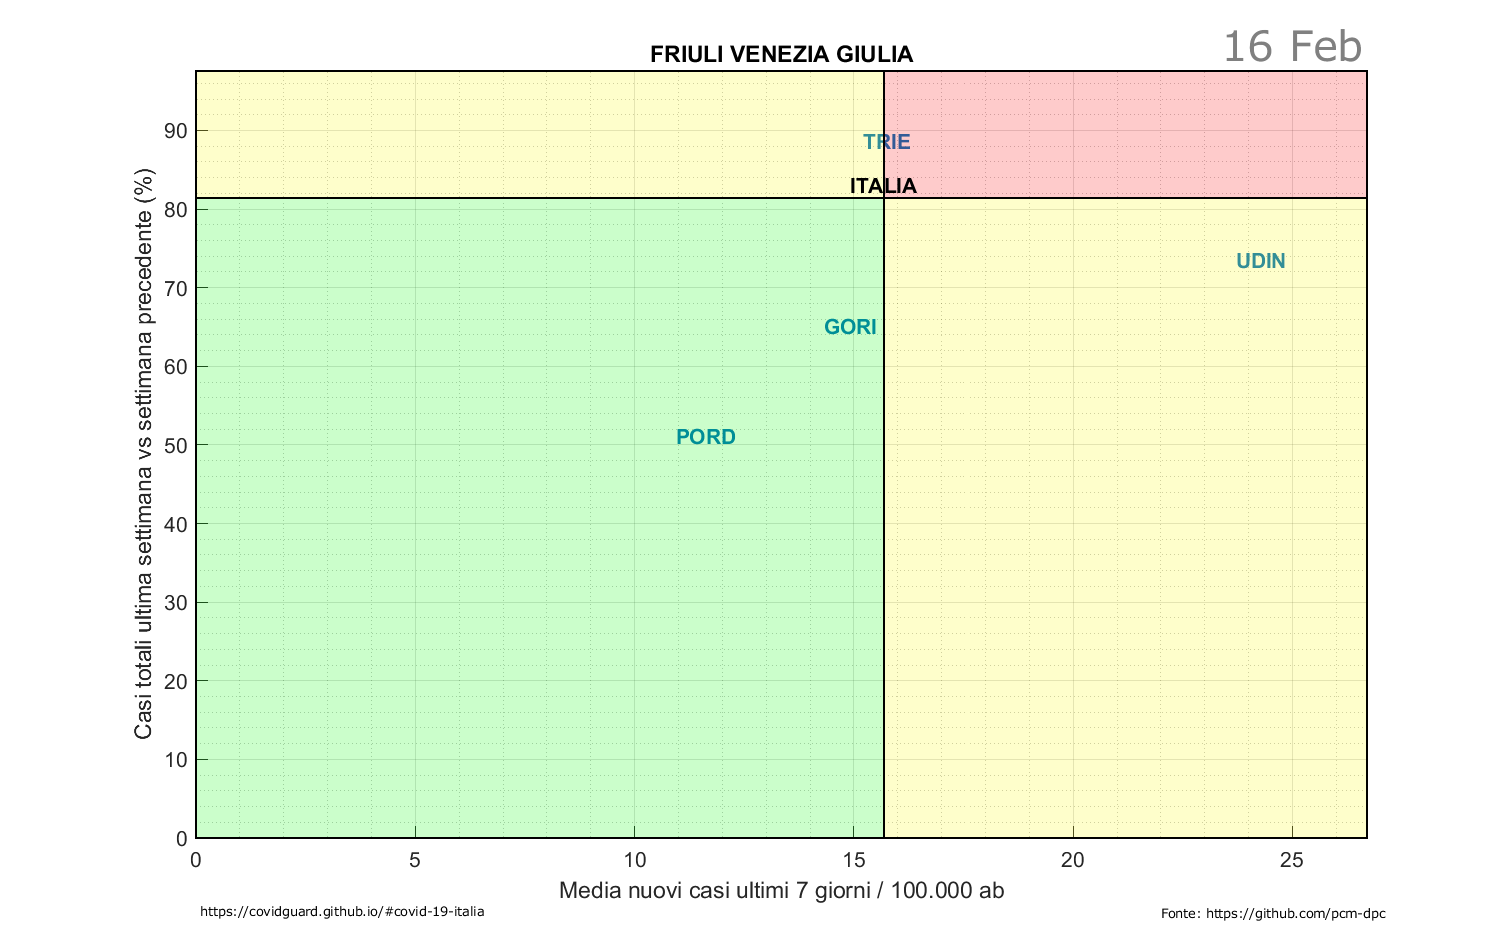 16 Feb
FRIULI VENEZIA GIULIA
90
80
70
60
50
40
30
20
10
0
Casi totali ultima settimana vs settimana precedente (%)
TRIE
ITALIA
UDIN
GORI
PORD
0 5 10 15 20 25
Media nuovi casi ultimi 7 giorni / 100.000 ab
https://covidguard.github.io/#covid-19-italia
Fonte: https://github.com/pcm-dpc